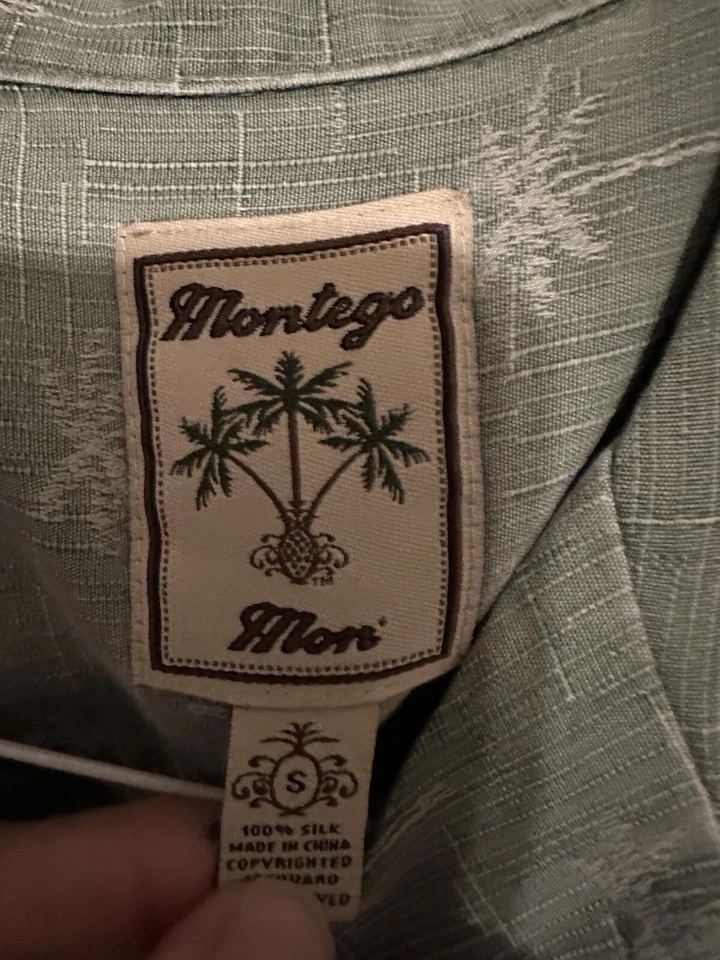 Montego
TM
Mon'
S
100% SILK
MADE IN CHINA
COPYRIGHTED